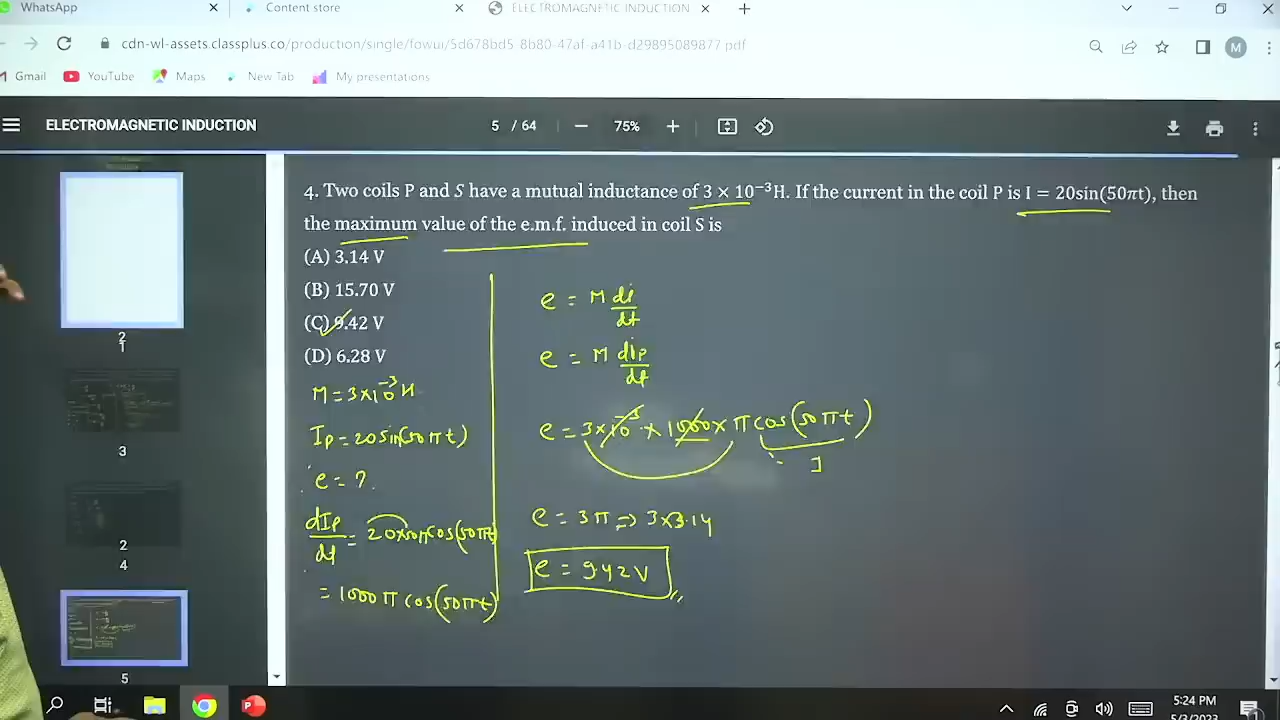 WhatsApp
Content store
ELECTROMAGNETIC INDUCTION
cdn-wl-assets.classplus.co/production/single/fowui/5d678bd5-8b80-47af-a41b-d29895089877.pdf
M
Gmail
YouTube
Maps
New Tab
My presentations
ELECTROMAGNETIC INDUCTION
5 / 64
75%
4. Two coils P and S have a mutual inductance of 3 × 10⁻³H. If the current in the coil P is I = 20sin(50πt), then
the maximum value of the e.m.f. induced in coil S is
(A) 3.14 V
(B) 15.70 V
(C) 9.42 V
(D) 6.28 V
M = 3×10⁻³ H
Ip = 20sin(50πt)
e = ?
dIp/dt = 20×50π cos(50πt)
= 1000π cos(50πt)
e = M di/dt
e = M dip/dt
e = 3×10⁻³ × 1000 × π cos(50πt)
e = 3π ⇒ 3×3.14
e = 9.42V
2
1
3
2
4
5
5:24 PM
5/3/2023